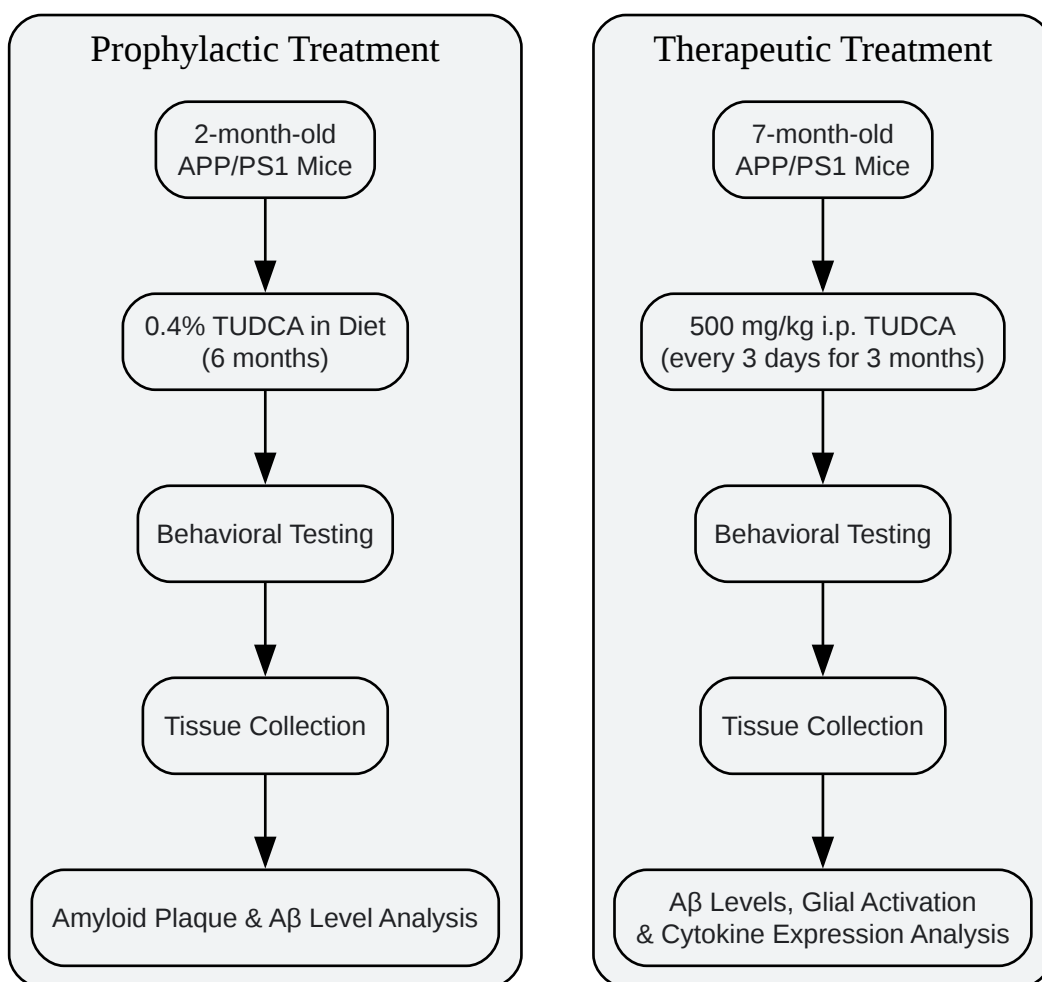 Prophylactic Treatment
2-month-old
APP/PS1 Mice
0.4% TUDCA in Diet
(6 months)
Behavioral Testing
Tissue Collection
Amyloid Plaque & Aβ Level Analysis
Therapeutic Treatment
7-month-old
APP/PS1 Mice
500 mg/kg i.p. TUDCA
(every 3 days for 3 months)
Behavioral Testing
Tissue Collection
Aβ Levels, Glial Activation
& Cytokine Expression Analysis